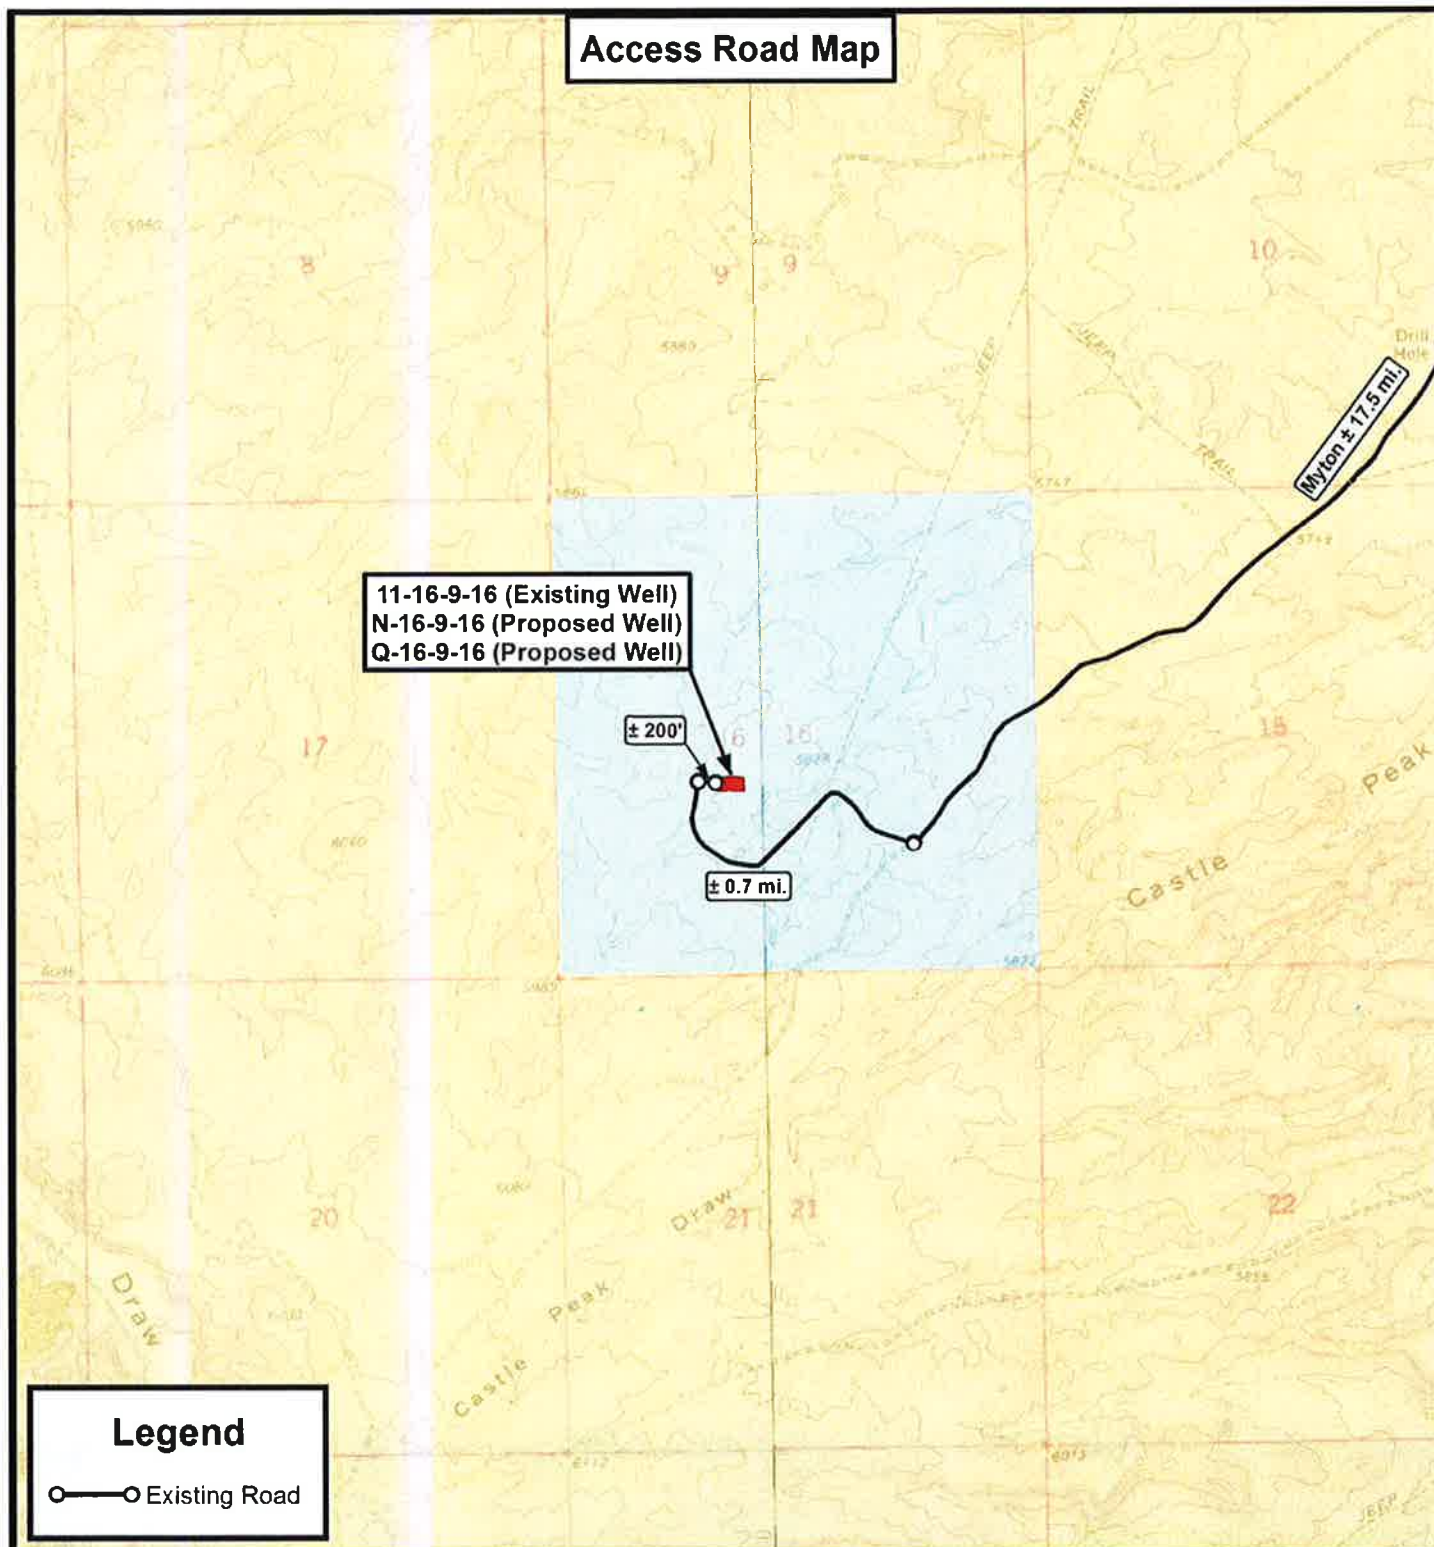 Access Road Map
TRAIL
8
9
9
10
5380
JEEP
JEEP
TRAIL
Drill
Hole
Myton ± 17.5 mi.
11-16-9-16 (Existing Well)
N-16-9-16 (Proposed Well)
Q-16-9-16 (Proposed Well)
± 200'
17
16
15
± 0.7 mi.
Castle Peak
20
21
21
22
Draw
Castle Peak Draw
Legend
Existing Road
JEEP